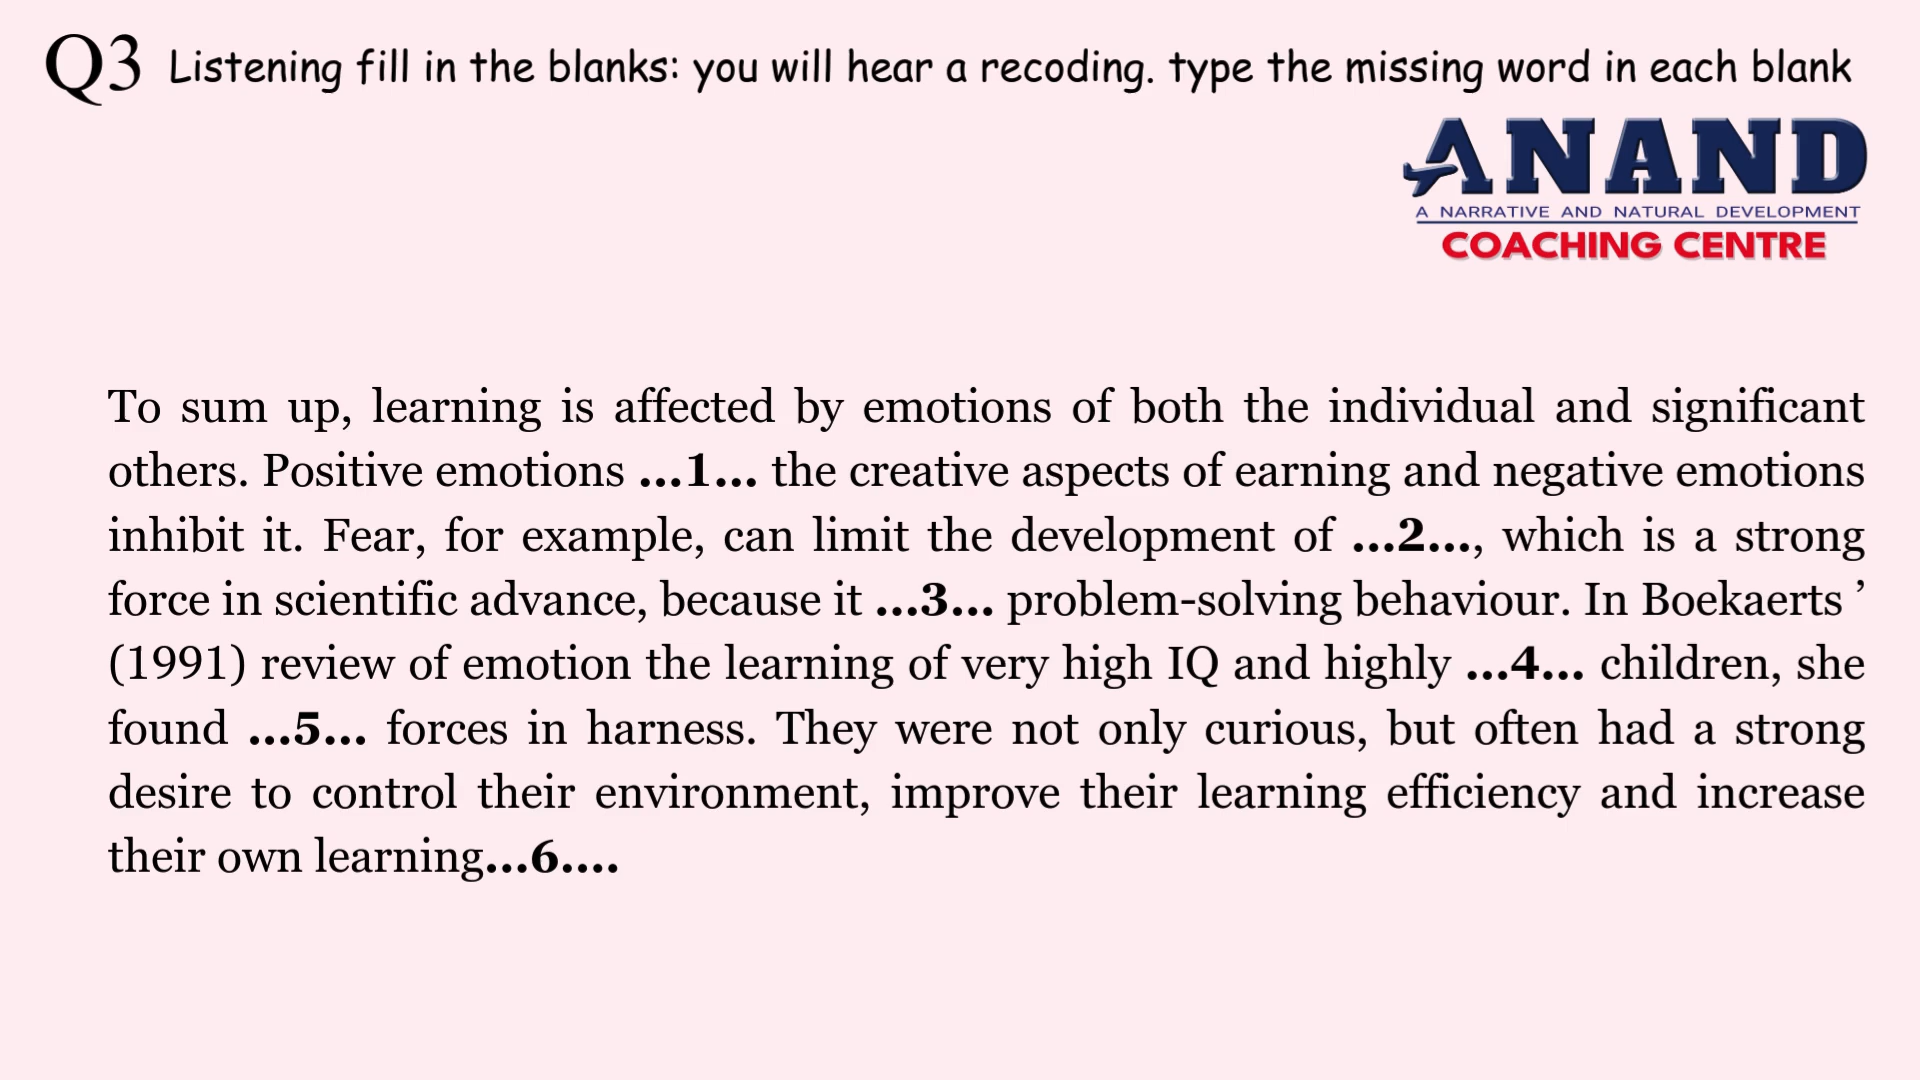 Q3 Listening fill in the blanks: you will hear a recoding. type the missing word in each blank
ANAND
A NARRATIVE AND NATURAL DEVELOPMENT
COACHING CENTRE
To sum up, learning is affected by emotions of both the individual and significant
others. Positive emotions ...1... the creative aspects of earning and negative emotions
inhibit it. Fear, for example, can limit the development of ...2..., which is a strong
force in scientific advance, because it ...3... problem-solving behaviour. In Boekaerts ’
(1991) review of emotion the learning of very high IQ and highly ...4... children, she
found ...5... forces in harness. They were not only curious, but often had a strong
desire to control their environment, improve their learning efficiency and increase
their own learning...6....